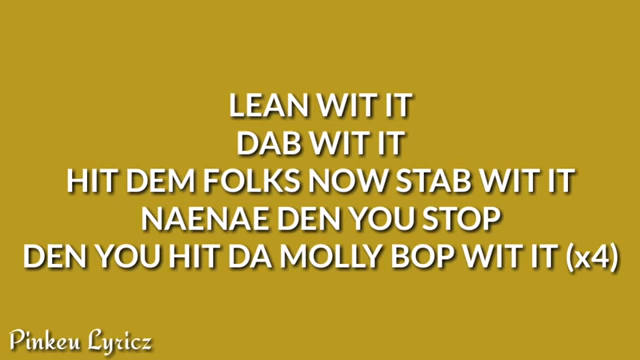 LEAN WIT IT
DAB WIT IT
HIT DEM FOLKS NOW STAB WIT IT
NAENAE DEN YOU STOP
DEN YOU HIT DA MOLLY BOP WIT IT (x4)
Pinkeu Lyricz